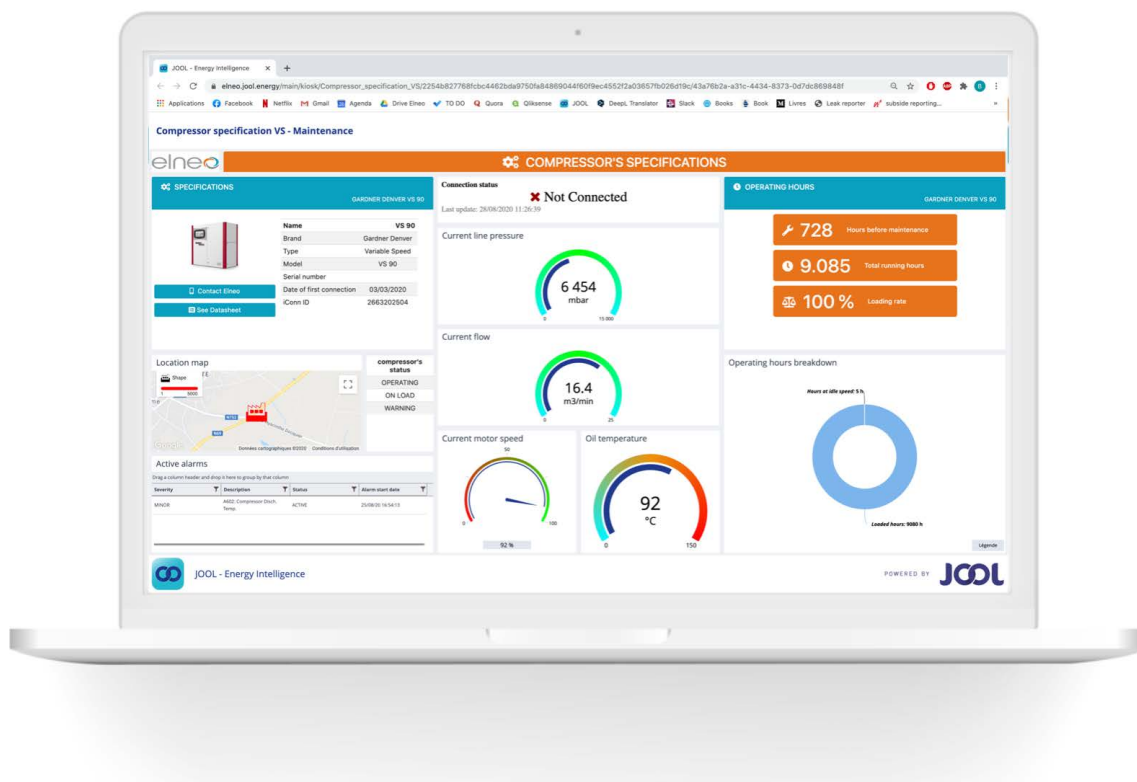 JOOL - Energy Intelligence
elneo.jool.energy/main/kiosk/Compressor_specification_VS/2254b827768fcbc4462bda9750fa84869044f60f9ec4552f2a03657fb028d19c/43a76b2a-a31c-4434-8373-0d7dc869848f
Applications Facebook Netflix Gmail Agenda Drive Elneo TO DO Quora Qliksense JOOL DeepL Translator Slack Books Book Livres Leak reporter subside reporting...
Compressor specification VS - Maintenance
elneo
COMPRESSOR'S SPECIFICATIONS
SPECIFICATIONS
GARDNER DENVER VS 90
Name VS 90
Brand Gardner Denver
Type Variable Speed
Model VS 90
Serial number
Date of first connection 03/03/2020
iConn ID 2663202504
Contact Elneo
See Datasheet
Connection status
Not Connected
Last update: 28/08/2020 11:26:39
Current line pressure
6 454
mbar
0 15 000
Current flow
16.4
m3/min
0 25
OPERATING HOURS
GARDNER DENVER VS 90
728 Hours before maintenance
9.085 Total running hours
100 % Loading rate
Location map
Shape
1 5000
Données cartographiques ©2020 Conditions d'utilisation
compressor's
status
OPERATING
ON LOAD
WARNING
Active alarms
Drag a column header and drop it here to group by that column
Severity Description Status Alarm start date
MINOR A602: Compressor Disch. Temp. ACTIVE 25/08/20 14:54:13
Current motor speed
50
0 100
92 %
Oil temperature
92
°C
0 150
Operating hours breakdown
Hours at idle speed: 5 h
Loaded hours: 9080 h
Légende
JOOL - Energy Intelligence
POWERED BY JOOL